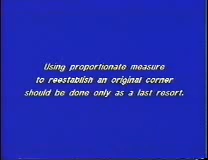 Using proportionate measure
to reestablish an original corner
should be done only as a last resort.